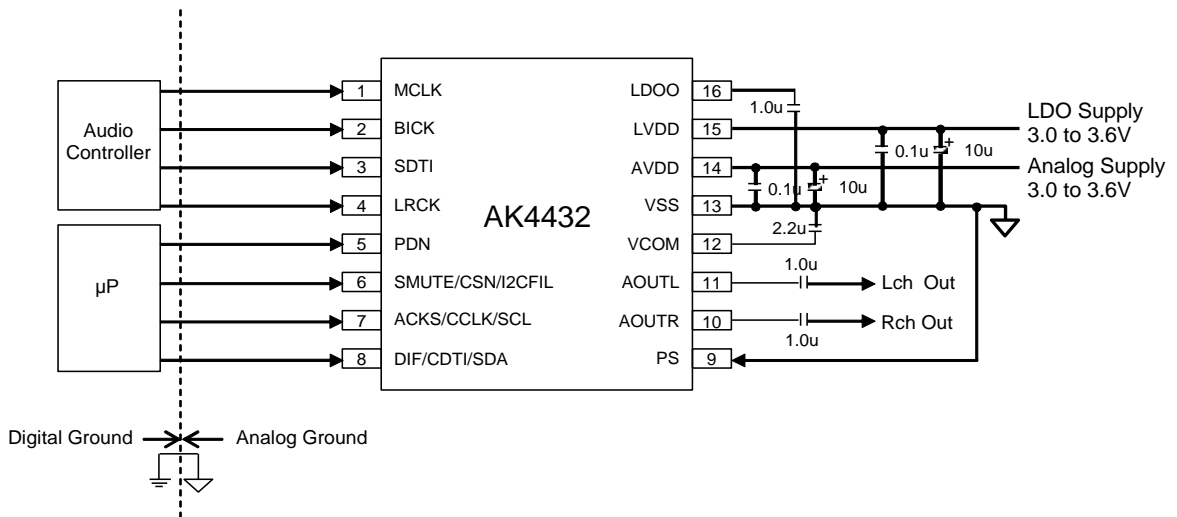 Audio
Controller
µP
1 MCLK
2 BICK
3 SDTI
4 LRCK
5 PDN
6 SMUTE/CSN/I2CFIL
7 ACKS/CCLK/SCL
8 DIF/CDTI/SDA
AK4432
LDOO 16
LVDD 15
AVDD 14
VSS 13
VCOM 12
AOUTL 11
AOUTR 10
PS 9
1.0u
0.1u + 10u
0.1u + 10u
2.2u
1.0u
1.0u
LDO Supply
3.0 to 3.6V
Analog Supply
3.0 to 3.6V
Lch Out
Rch Out
Digital Ground
Analog Ground